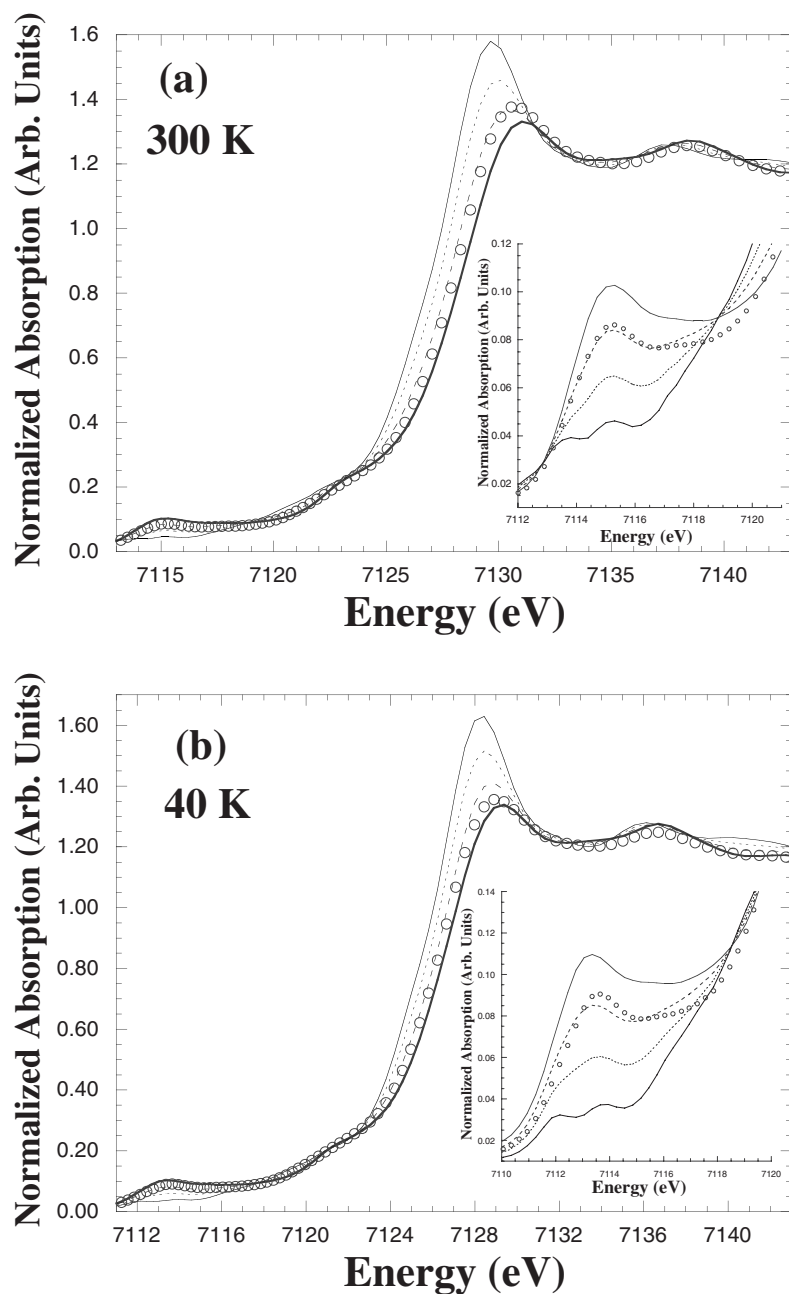 (a)
300 K
Normalized Absorption (Arb. Units)
1.6
1.4
1.2
1.0
0.8
0.6
0.4
0.2
0.0
7115 7120 7125 7130 7135 7140
Energy (eV)
Normalized Absorption (Arb. Units)
0.12
0.10
0.08
0.06
0.04
0.02
7112 7114 7116 7118 7120
Energy (eV)
(b)
40 K
Normalized Absorption (Arb. Units)
1.60
1.40
1.20
1.00
0.80
0.60
0.40
0.20
0.00
7112 7116 7120 7124 7128 7132 7136 7140
Energy (eV)
Normalized Absorption (Arb. Units)
0.14
0.12
0.10
0.08
0.06
0.04
0.02
7110 7112 7114 7116 7118 7120
Energy (eV)